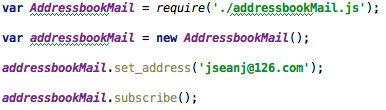 var AddressbookMail = require('./addressbookMail.js');
var addressbookMail = new AddressbookMail();
addressbookMail.set_address('jseanj@126.com');
addressbookMail.subscribe();